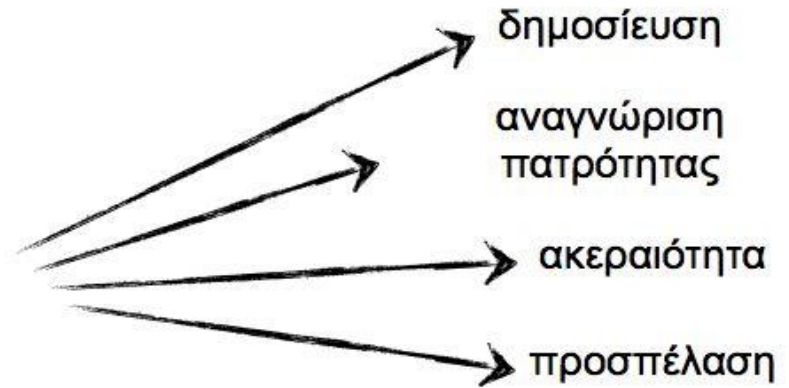 δημοσίευση
αναγνώριση
πατρότητας
ακεραιότητα
προσπέλαση